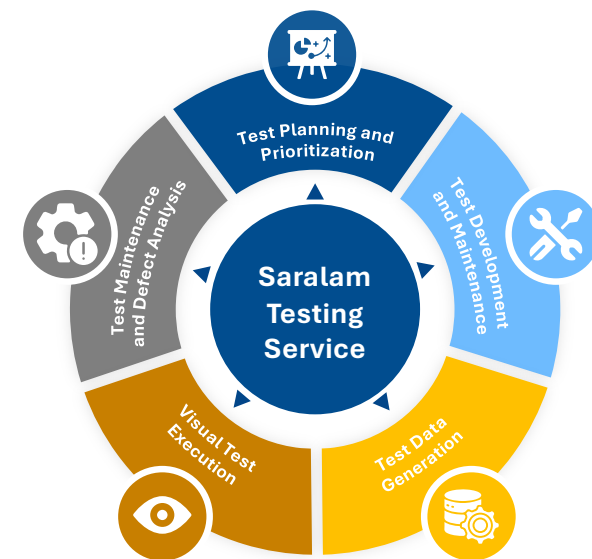 Test Planning and
Prioritization
Test Development
and Maintenance
Test Data
Generation
Visual Test
Execution
Test Maintenance
and Defect Analysis
Saralam
Testing
Service